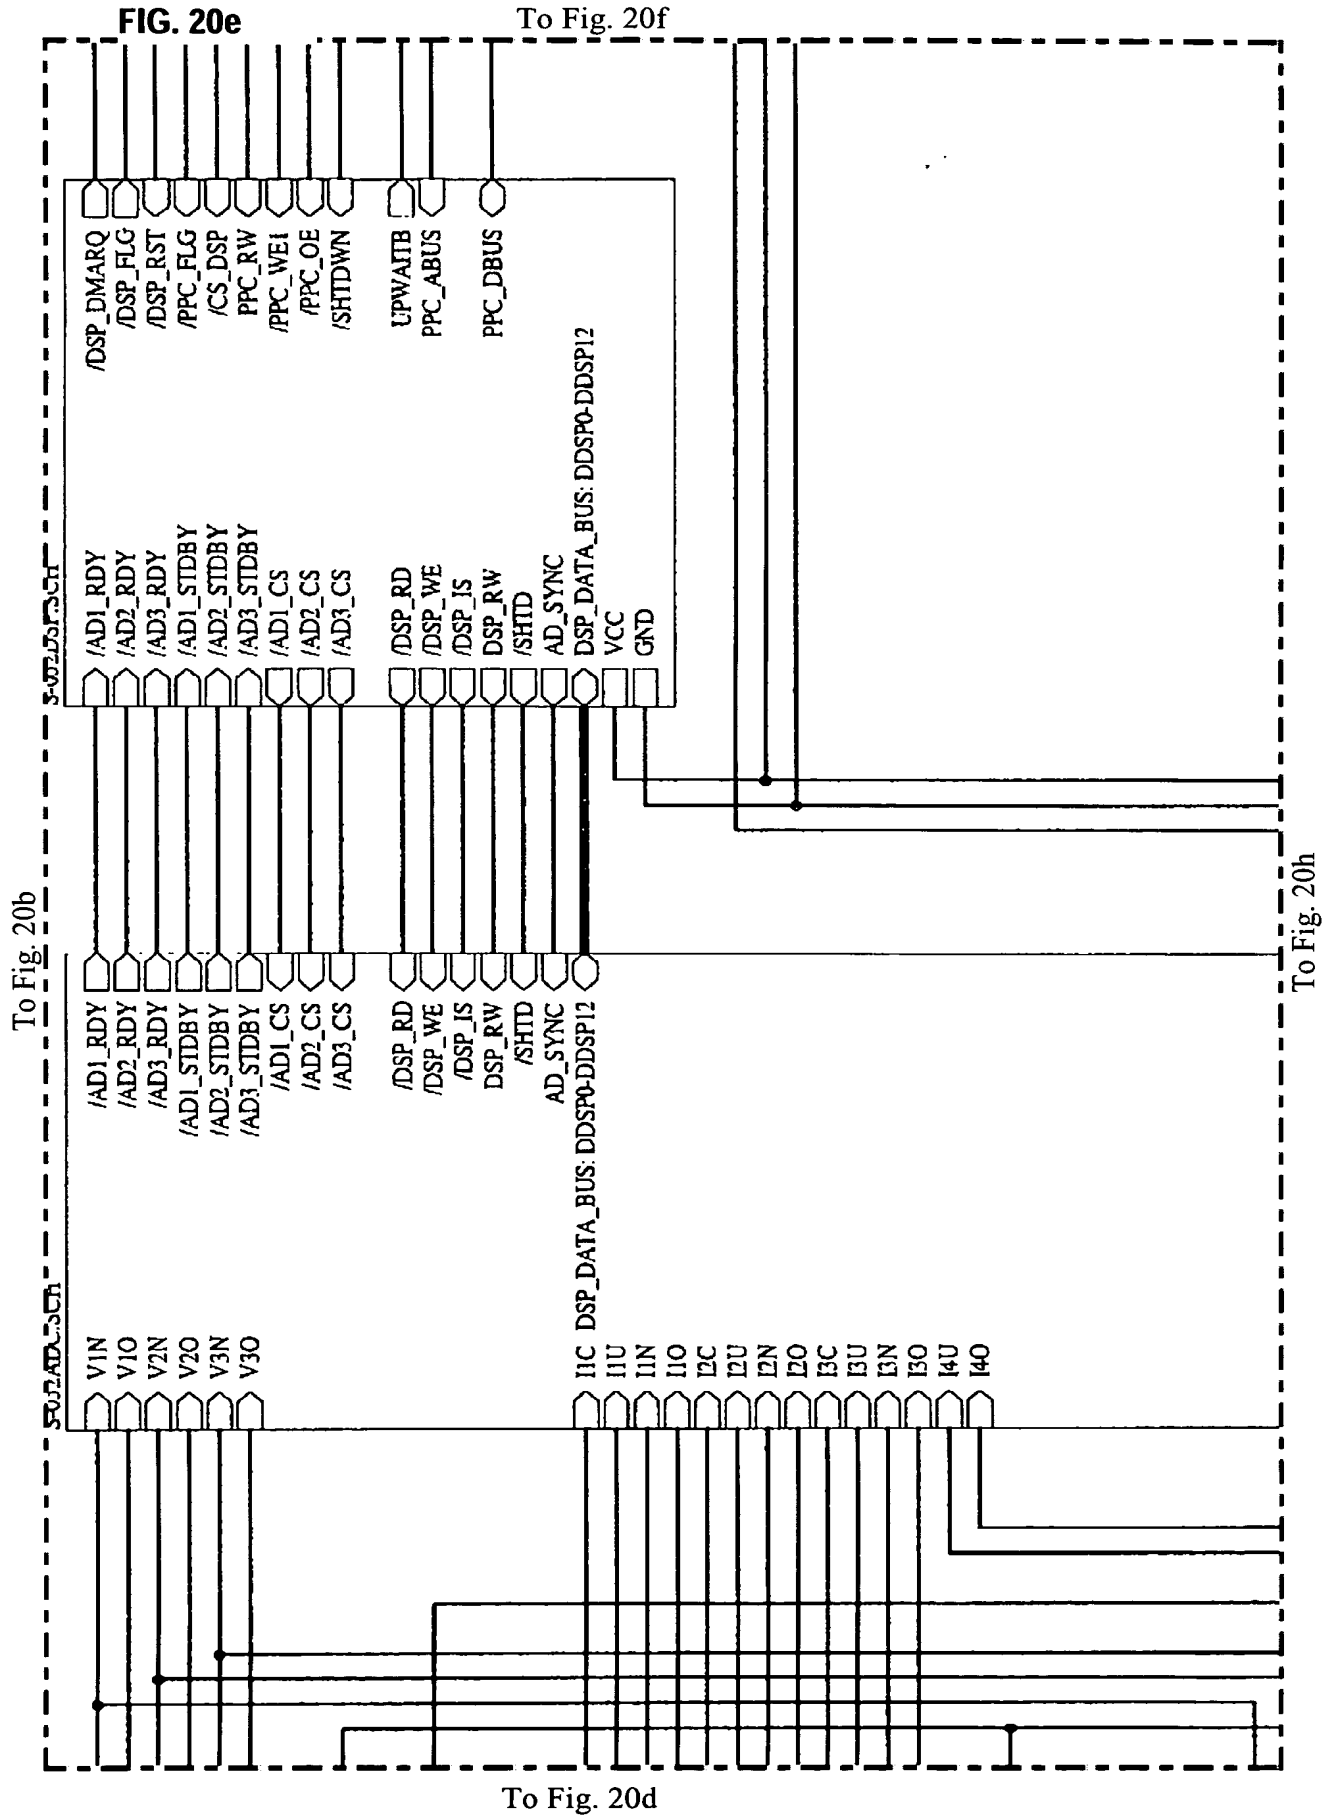 FIG. 20e
To Fig. 20f
/DSP_DMARQ
/DSP_FLG
/DSP_RST
/PPC_FLG
/CS_DSP
PPC_RW
/PPC_WE1
/PPC_OE
/SHTDWN
UPWAITB
PPC_ABUS
PPC_DBUS
/AD1_RDY
/AD2_RDY
/AD3_RDY
/AD1_STDBY
/AD2_STDBY
/AD3_STDBY
/AD1_CS
/AD2_CS
/AD3_CS
/DSP_RD
/DSP_WE
/DSP_IS
DSP_RW
/SHTD
AD_SYNC
DSP_DATA_BUS: DDSP0-DDSP12
VCC
GND
To Fig. 20b
To Fig. 20h
/AD1_RDY
/AD2_RDY
/AD3_RDY
/AD1_STDBY
/AD2_STDBY
/AD3_STDBY
/AD1_CS
/AD2_CS
/AD3_CS
/DSP_RD
/DSP_WE
/DSP_IS
DSP_RW
/SHTD
AD_SYNC
DSP_DATA_BUS: DDSP0-DDSP12
V1N
V1O
V2N
V2O
V3N
V3O
I1C
I1U
I1N
I1O
I2C
I2U
I2N
I2O
I3C
I3U
I3N
I3O
I4U
I4O
To Fig. 20d